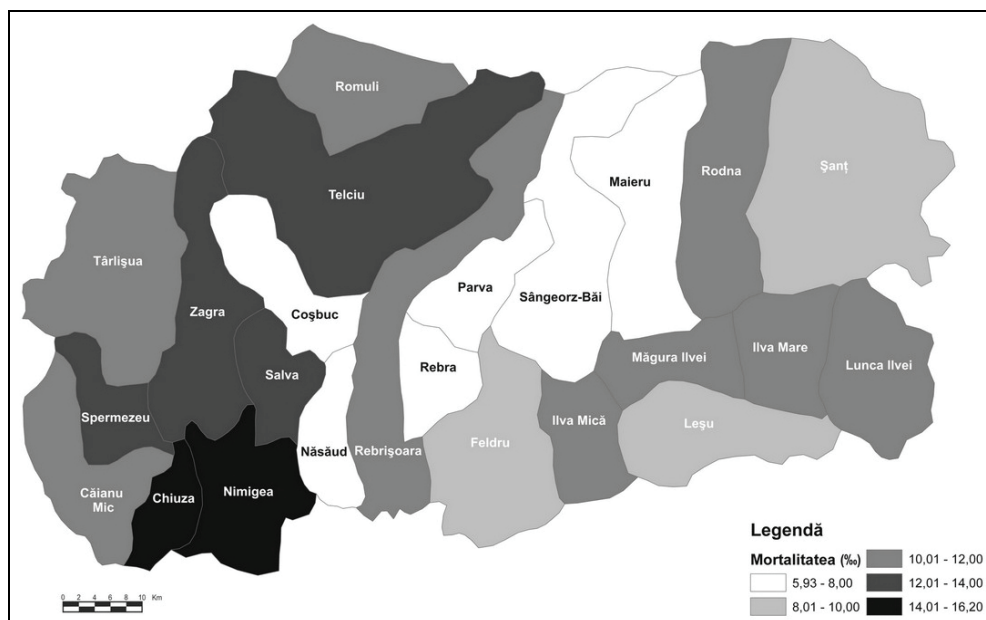 Romuli
Telciu
Maieru
Rodna
Şanţ
Târlişua
Zagra
Coşbuc
Parva
Sângeorz-Băi
Salva
Rebra
Măgura Ilvei
Ilva Mare
Lunca Ilvei
Spermezeu
Năsăud
Rebrişoara
Feldru
Ilva Mică
Leşu
Căianu
Mic
Chiuza
Nimigea
Legendă
Mortalitatea (‰)
5,93 - 8,00
8,01 - 10,00
10,01 - 12,00
12,01 - 14,00
14,01 - 16,20
0 2 4 6 8 10 Km